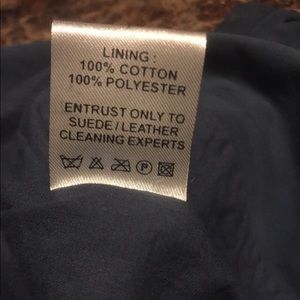 LINING :
100% COTTON
100% POLYESTER
ENTRUST ONLY TO
SUEDE / LEATHER
CLEANING EXPERTS